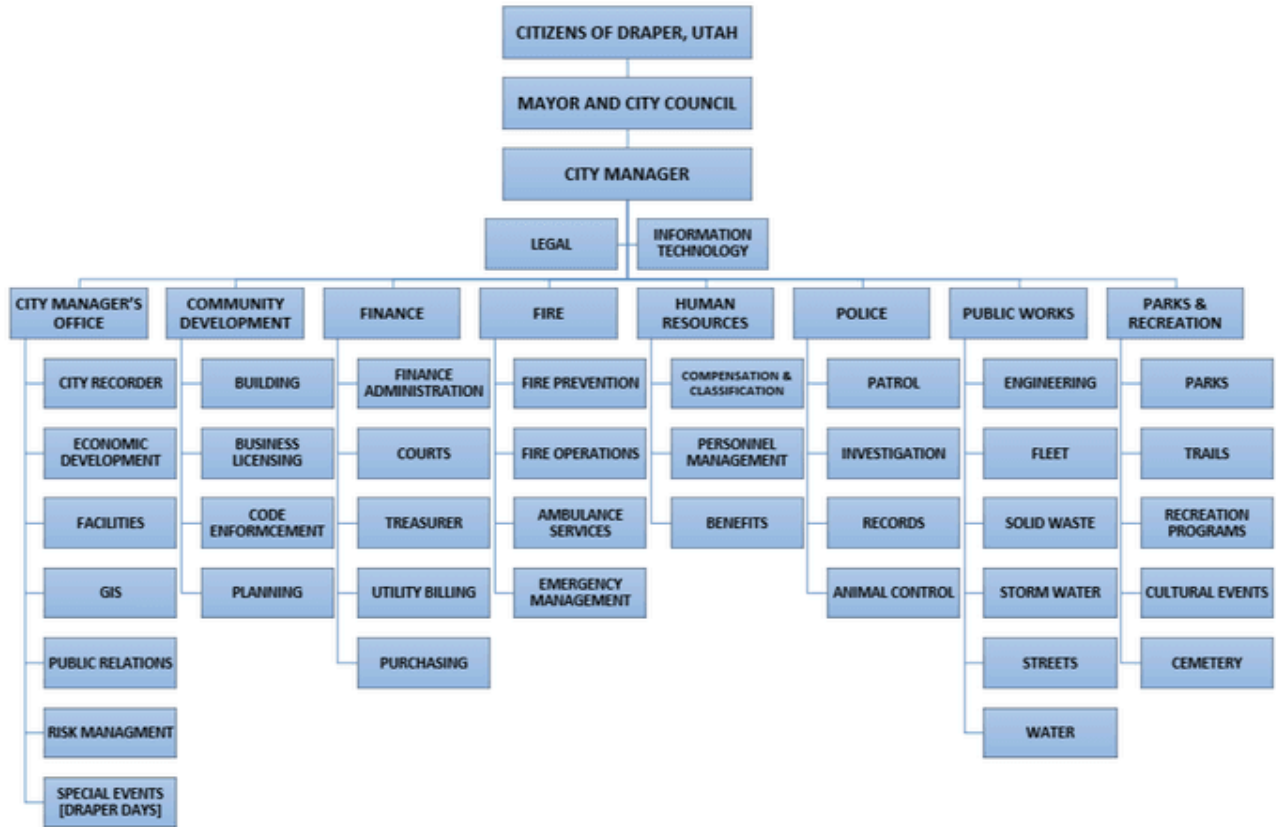 CITIZENS OF DRAPER, UTAH
MAYOR AND CITY COUNCIL
CITY MANAGER
LEGAL
INFORMATION
TECHNOLOGY
CITY MANAGER'S
OFFICE
COMMUNITY
DEVELOPMENT
FINANCE
FIRE
HUMAN
RESOURCES
POLICE
PUBLIC WORKS
PARKS &
RECREATION
CITY RECORDER
ECONOMIC
DEVELOPMENT
FACILITIES
GIS
PUBLIC RELATIONS
RISK MANAGMENT
SPECIAL EVENTS
[DRAPER DAYS]
BUILDING
BUSINESS
LICENSING
CODE
ENFORMCEMENT
PLANNING
FINANCE
ADMINISTRATION
COURTS
TREASURER
UTILITY BILLING
PURCHASING
FIRE PREVENTION
FIRE OPERATIONS
AMBULANCE
SERVICES
EMERGENCY
MANAGEMENT
COMPENSATION &
CLASSIFICATION
PERSONNEL
MANAGEMENT
BENEFITS
PATROL
INVESTIGATION
RECORDS
ANIMAL CONTROL
ENGINEERING
FLEET
SOLID WASTE
STORM WATER
STREETS
WATER
PARKS
TRAILS
RECREATION
PROGRAMS
CULTURAL EVENTS
CEMETERY